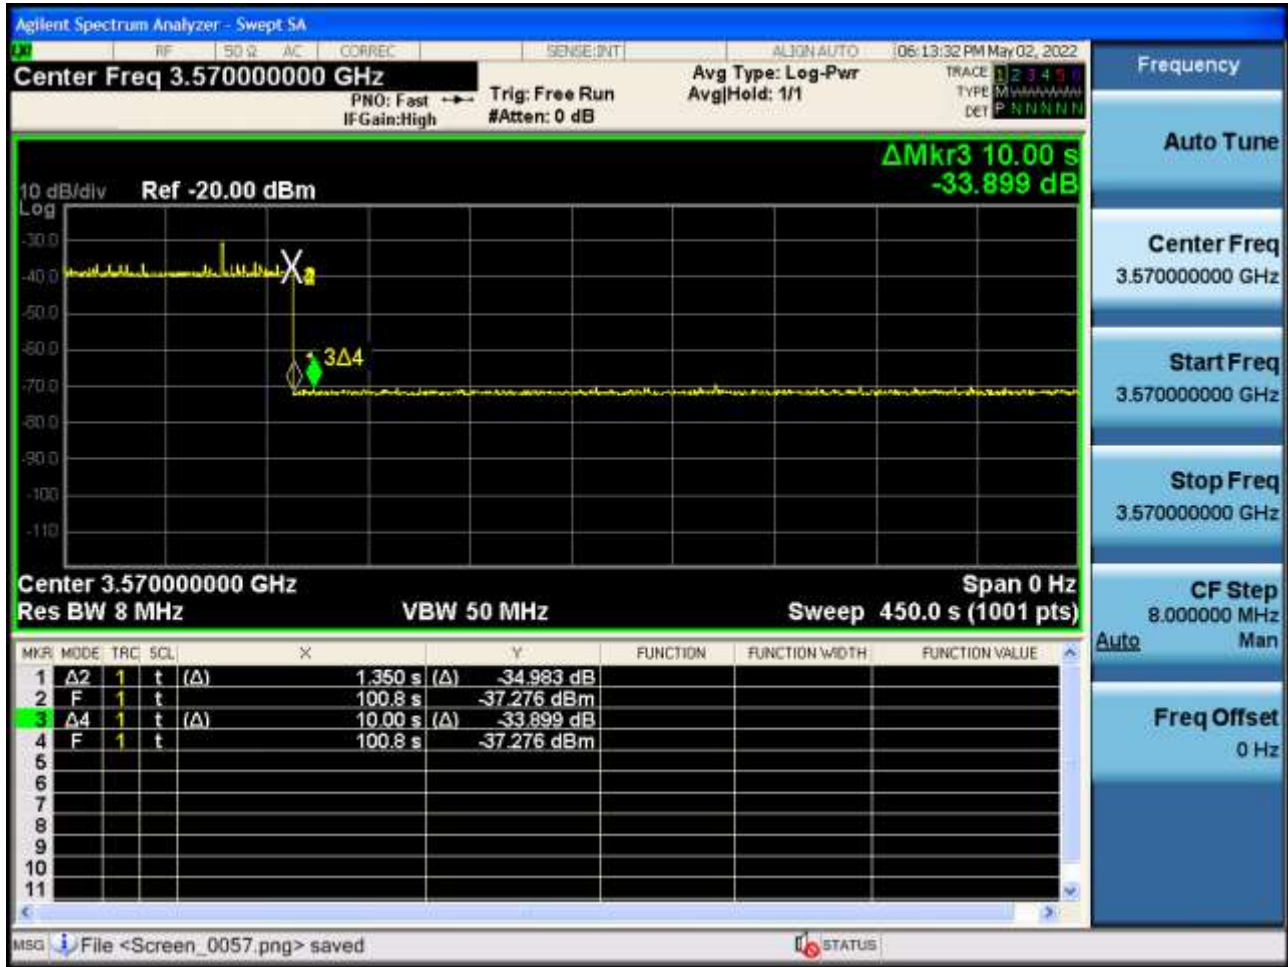 Agilent Spectrum Analyzer - Swept SA
LXI RF 50 Ω AC CORREC SENSE:INT ALIGNAUTO 06:13:32 PM May 02, 2022
Center Freq 3.570000000 GHz
PNO: Fast
IFGain:High
Trig: Free Run
#Atten: 0 dB
Avg Type: Log-Pwr
Avg|Hold: 1/1
TRACE 1 2 3 4 5 6
TYPE M
DET P N N N N N
ΔMkr3 10.00 s
-33.899 dB
10 dB/div Ref -20.00 dBm
Log
-30.0
-40.0
-50.0
-60.0
-70.0
-80.0
-90.0
-100
-110
3Δ4
Center 3.570000000 GHz Span 0 Hz
Res BW 8 MHz VBW 50 MHz Sweep 450.0 s (1001 pts)
MKR MODE TRC SCL X Y FUNCTION FUNCTION WIDTH FUNCTION VALUE
1 Δ2 1 t (Δ) 1.350 s (Δ) -34.983 dB
2 F 1 t 100.8 s -37.276 dBm
3 Δ4 1 t (Δ) 10.00 s (Δ) -33.899 dB
4 F 1 t 100.8 s -37.276 dBm
5
6
7
8
9
10
11
MSG File <Screen_0057.png> saved STATUS
Frequency
Auto Tune
Center Freq
3.570000000 GHz
Start Freq
3.570000000 GHz
Stop Freq
3.570000000 GHz
CF Step
8.000000 MHz
Auto Man
Freq Offset
0 Hz